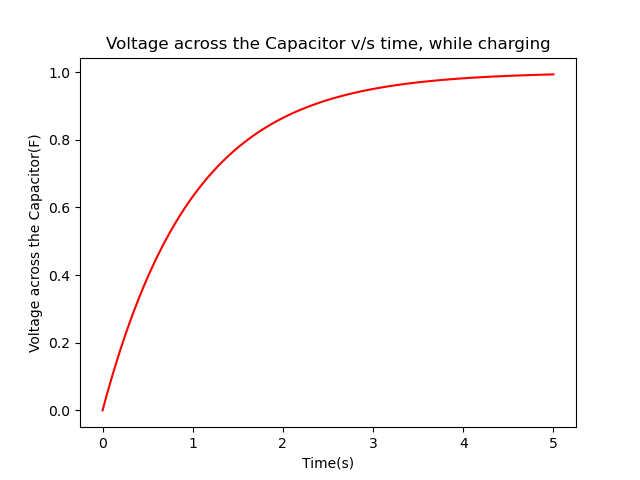 Voltage across the Capacitor v/s time, while charging
1.0
0.8
0.6
0.4
0.2
0.0
Voltage across the Capacitor(F)
0 1 2 3 4 5
Time(s)